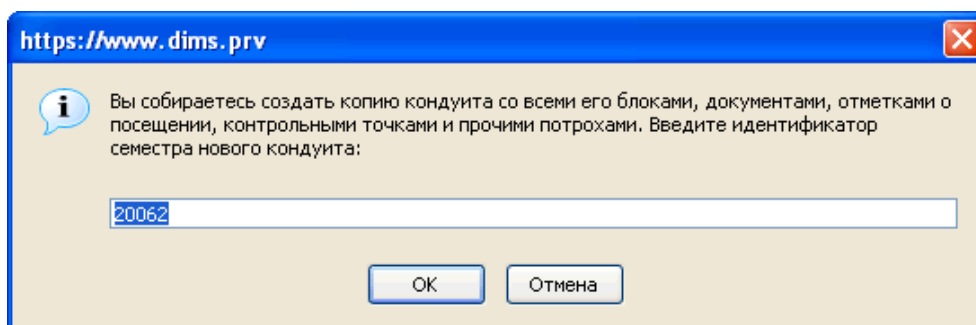 https://www.dims.prv
Вы собираетесь создать копию кондуита со всеми его блоками, документами, отметками о
посещении, контрольными точками и прочими потрохами. Введите идентификатор
семестра нового кондуита:
20062
OK
Отмена